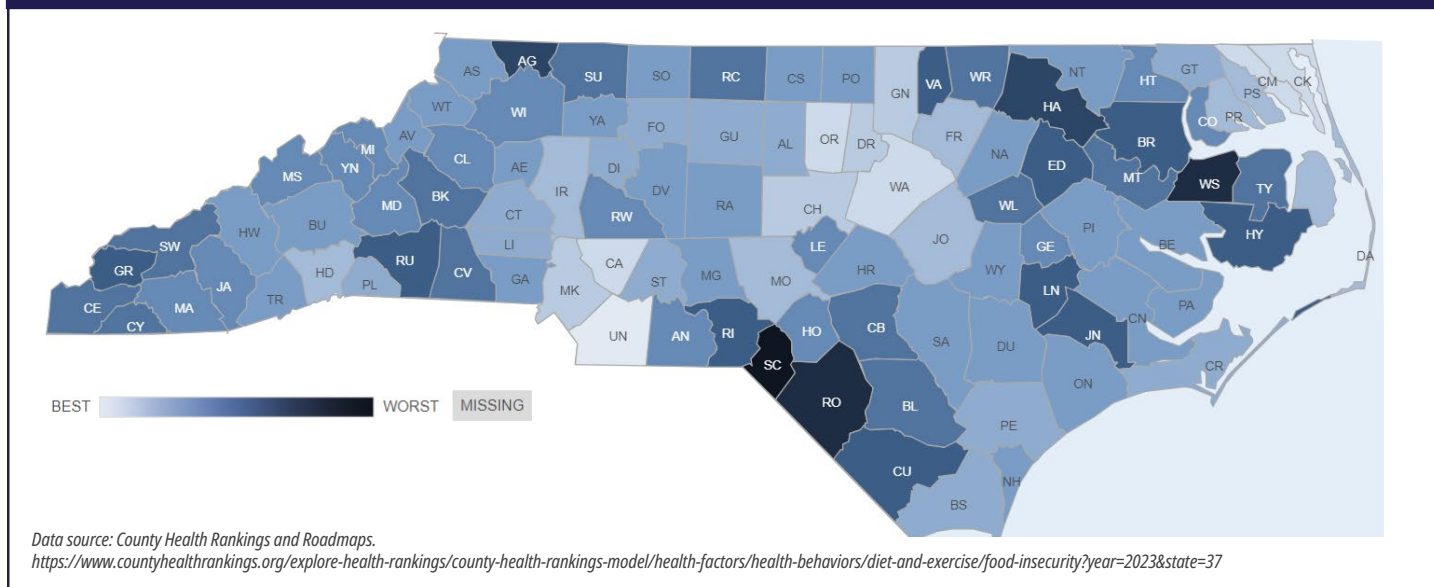 AS
AG
SU
SO
RC
CS
PO
GN
VA
WR
HA
NT
HT
GT
PS
CM
CK
WT
WI
YA
FO
GU
AL
OR
DR
FR
NA
ED
BR
CO
PR
AV
MI
YN
MS
CL
AE
IR
DI
DV
RA
WA
WL
MT
WS
TY
BK
MD
CT
RW
CH
JO
PI
BE
HY
HW
BU
SW
GR
RU
CV
LI
GA
CA
ST
MG
MO
LE
HR
WY
GE
LN
CN
PA
DA
CE
CY
MA
JA
TR
HD
PL
MK
UN
AN
RI
SC
HO
CB
SA
DU
JN
ON
CR
RO
BL
PE
CU
BS
NH
BEST
WORST
MISSING
Data source: County Health Rankings and Roadmaps.
https://www.countyhealthrankings.org/explore-health-rankings/county-health-rankings-model/health-factors/health-behaviors/diet-and-exercise/food-insecurity?year=2023&state=37